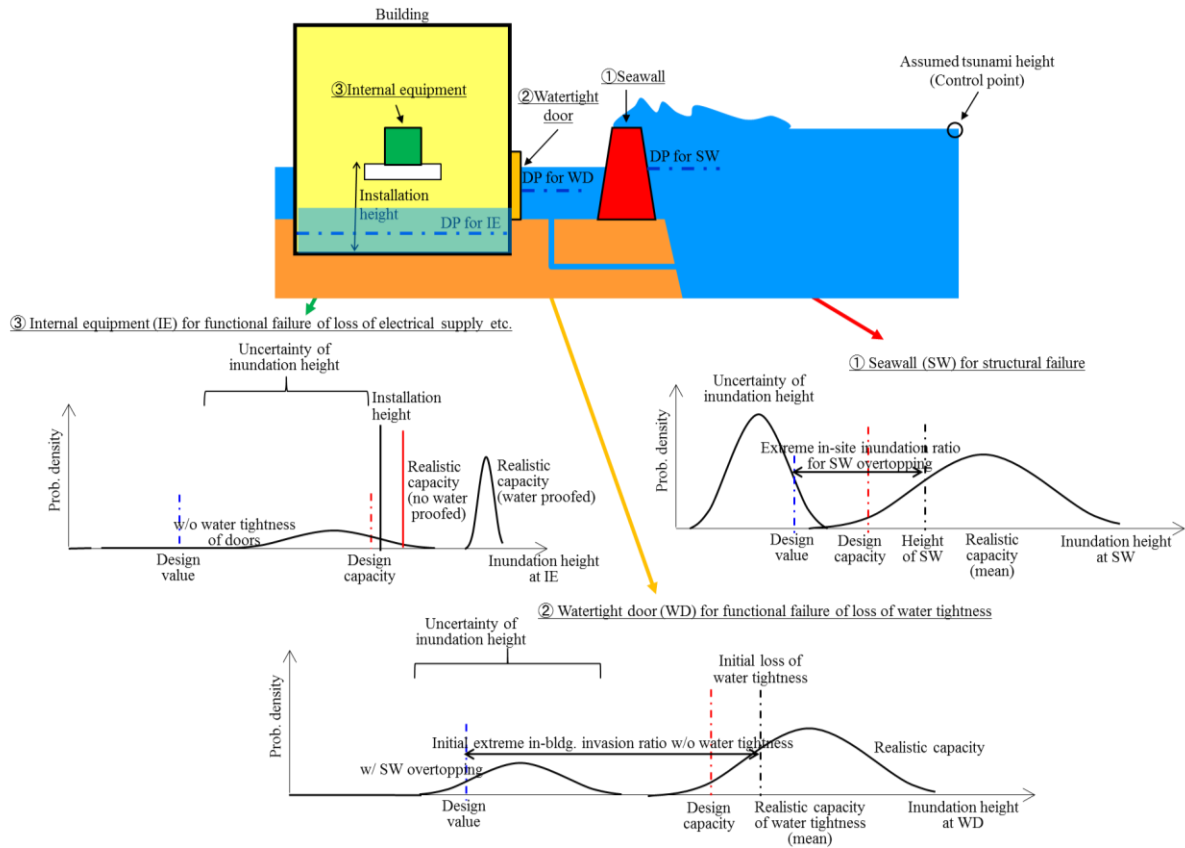 Building
③Internal equipment
②Watertight
door
①Seawall
Assumed tsunami height
(Control point)
DP for SW
DP for WD
Installation
height
DP for IE
③ Internal equipment (IE) for functional failure of loss of electrical supply etc.
Uncertainty of
inundation height
Installation
height
Prob. density
Realistic
capacity
(no water
proofed)
Realistic
capacity
(water proofed)
w/o water tightness
of doors
Design
value
Design
capacity
Inundation height
at IE
① Seawall (SW) for structural failure
Uncertainty of
inundation height
Prob. density
Extreme in-site inundation ratio
for SW overtopping
Design
value
Design
capacity
Height
of SW
Realistic
capacity
(mean)
Inundation height
at SW
② Watertight door (WD) for functional failure of loss of water tightness
Uncertainty of
inundation height
Initial loss of
water tightness
Prob. density
Initial extreme in-bldg. invasion ratio w/o water tightness
Realistic capacity
w/ SW overtopping
Design
value
Design
capacity
Realistic capacity
of water tightness
(mean)
Inundation height
at WD